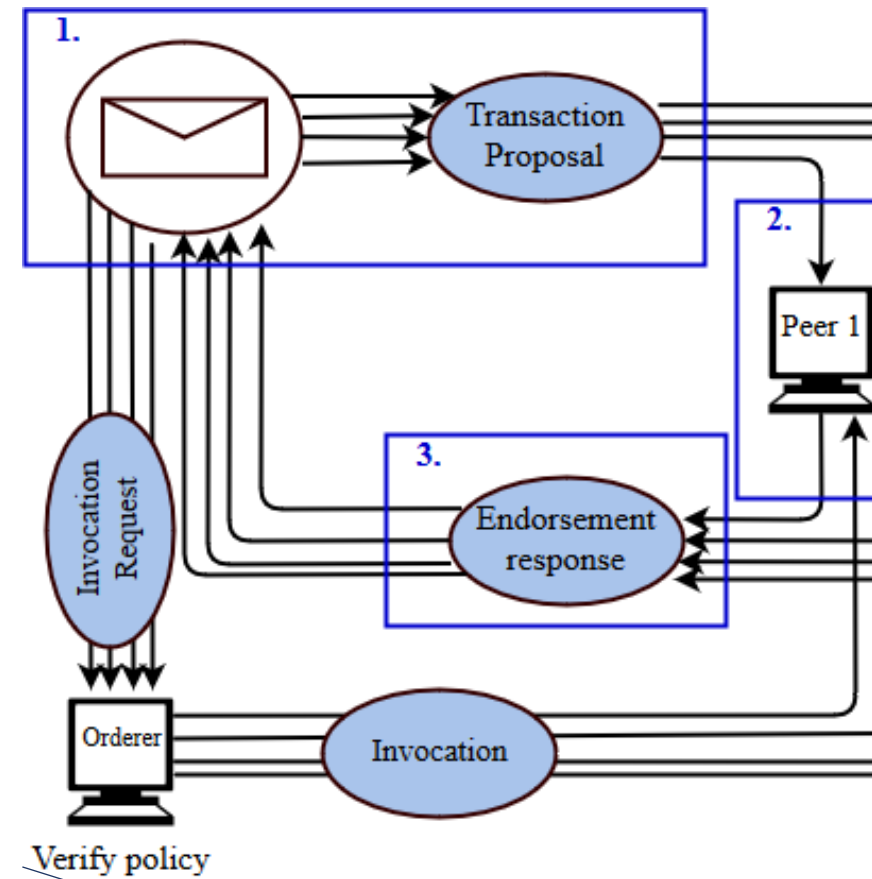 1.
Transaction
Proposal
2.
Peer 1
3.
Endorsement
response
Invocation
Request
Orderer
Invocation
Verify policy